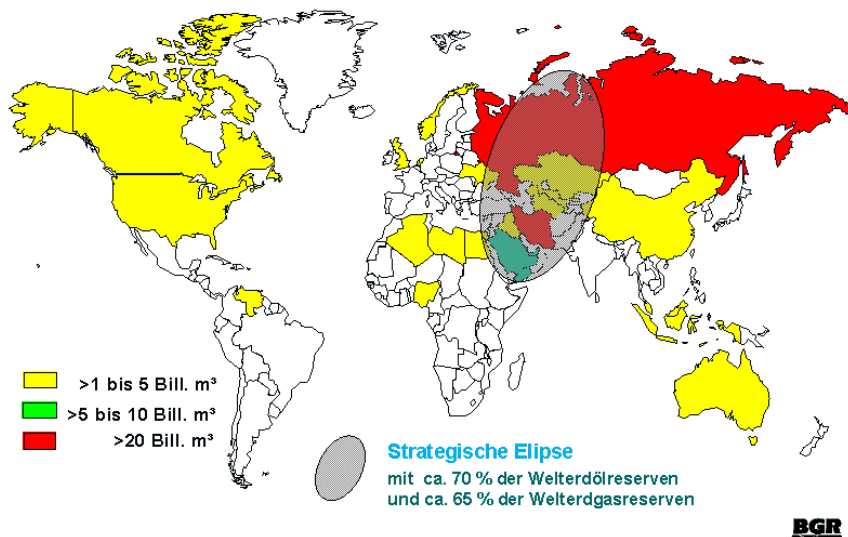 >1 bis 5 Bill. m³
>5 bis 10 Bill. m³
>20 Bill. m³
Strategische Elipse
mit ca. 70 % der Welterdölreserven
und ca. 65 % der Welterdgasreserven
BGR